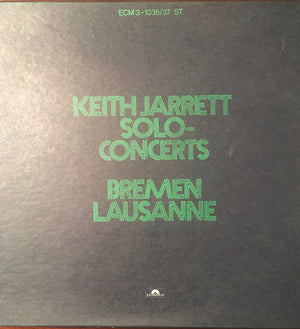 ECM 3-1035/37 ST
KEITH JARRETT
SOLO-
CONCERTS
BREMEN
LAUSANNE